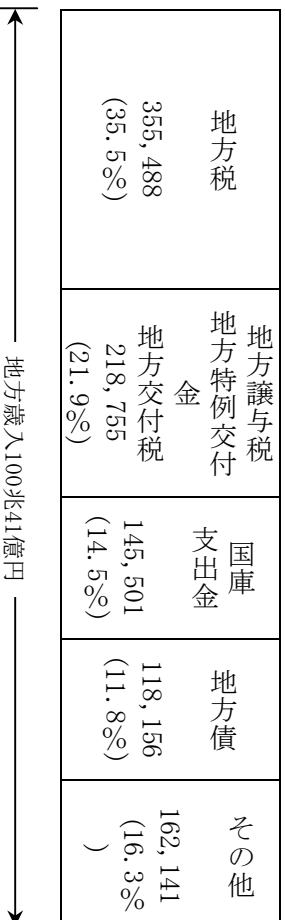 地方税
355,488
(35.5%)
地方譲与税
地方特例交付
金
地方交付税
218,755
(21.9%)
国庫
支出金
145,501
(14.5%)
地方債
118,156
(11.8%)
その他
162,141
(16.3%
)
地方歳入100兆41億円